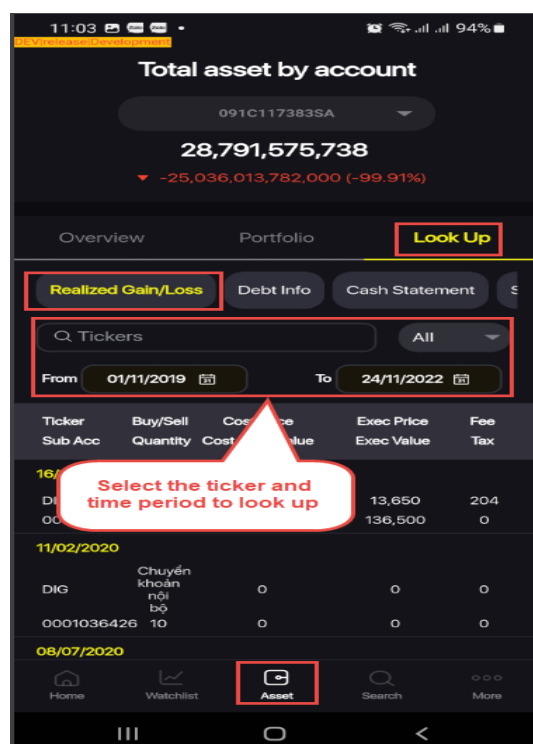 11:03
94%
DEV|release|Development
Total asset by account
091C117383SA
28,791,575,738
-25,036,013,782,000 (-99.91%)
Overview Portfolio Look Up
Realized Gain/Loss Debt Info Cash Statement
Tickers All
From 01/11/2019 To 24/11/2022
Ticker Buy/Sell Exec Price Fee
Sub Acc Quantity Exec Value Tax
Select the ticker and
time period to look up
13,650 204
136,500 0
11/02/2020
Chuyển
khoản
DIG 0 0 0
nội
bộ
0001036426 10 0 0 0
08/07/2020
Home Watchlist Asset Search More